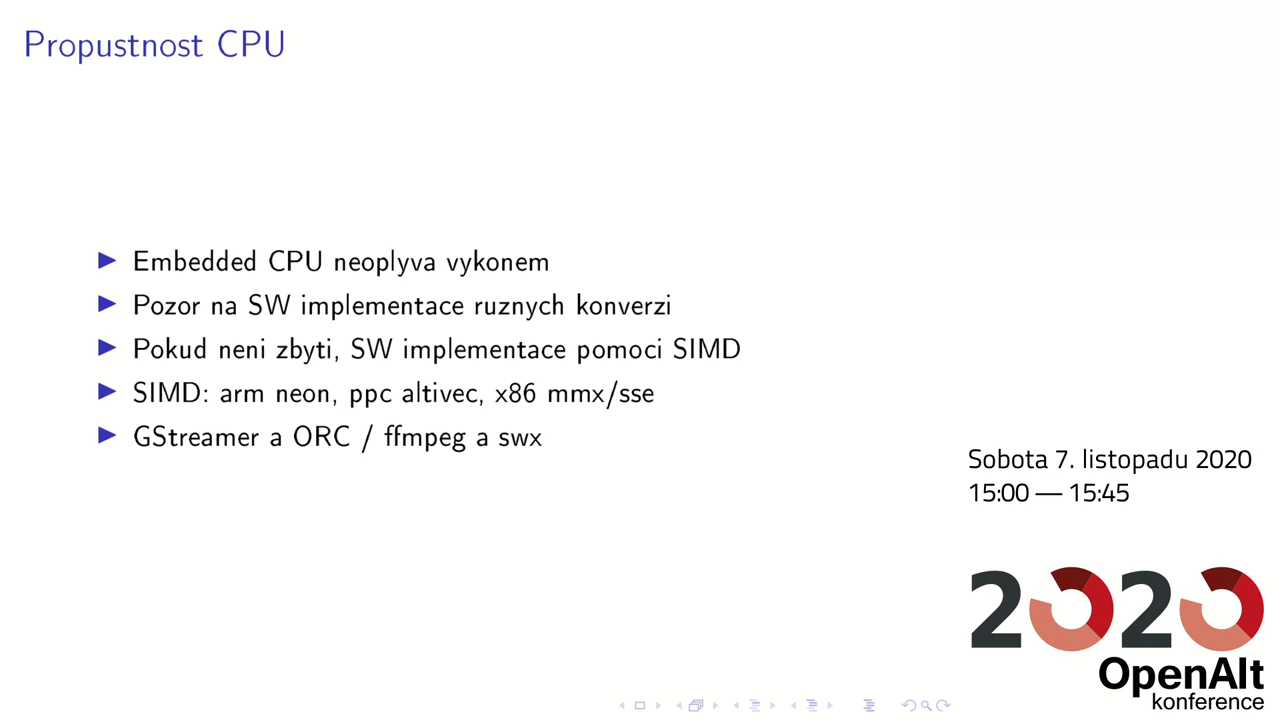 Propustnost CPU
Embedded CPU neoplyva vykonem
Pozor na SW implementace ruznych konverzi
Pokud neni zbyti, SW implementace pomoci SIMD
SIMD: arm neon, ppc altivec, x86 mmx/sse
GStreamer a ORC / ffmpeg a swx
Sobota 7. listopadu 2020
15:00 — 15:45
2020
OpenAlt
konference